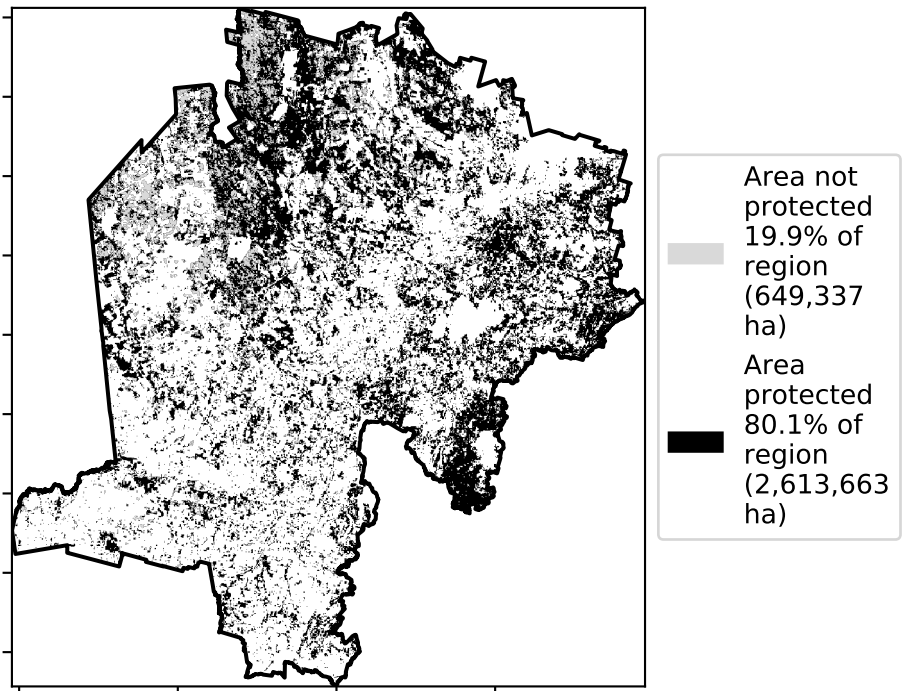 Area not
protected
19.9% of
region
(649,337
ha)
Area
protected
80.1% of
region
(2,613,663
ha)